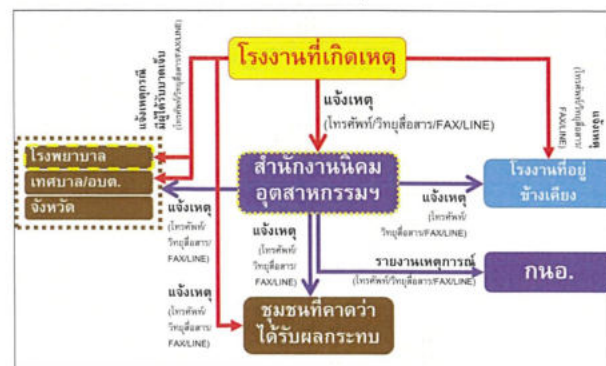 โรงงานที่เกิดเหตุ
แจ้งเหตุกรณี
มีผู้ได้รับบาดเจ็บ
(โทรศัพท์/วิทยุสื่อสาร/FAX/LINE)
แจ้งเหตุ
(โทรศัพท์/วิทยุสื่อสาร/FAX/LINE)
แจ้งเหตุ
(โทรศัพท์/วิทยุสื่อสาร/
FAX/LINE)
โรงพยาบาล
เทศบาล/อบต.
จังหวัด
สำนักงานนิคม
อุตสาหกรรมฯ
โรงงานที่อยู่
ข้างเคียง
แจ้งเหตุ
(โทรศัพท์/
วิทยุสื่อสาร/
FAX/LINE)
แจ้งเหตุ
(โทรศัพท์/
วิทยุสื่อสาร/
FAX/LINE)
แจ้งเหตุ
(โทรศัพท์/
วิทยุสื่อสาร/FAX/LINE)
รายงานเหตุการณ์
(โทรศัพท์/วิทยุสื่อสาร/FAX/LINE)
กนอ.
แจ้งเหตุ
(โทรศัพท์/
วิทยุสื่อสาร/
FAX/LINE)
ชุมชนที่คาดว่า
ได้รับผลกระทบ